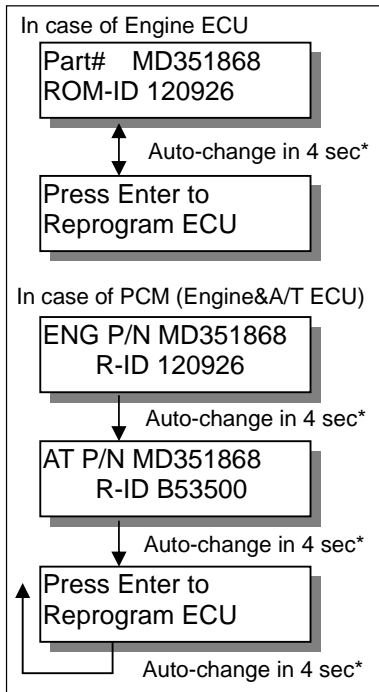 In case of Engine ECU
Part# MD351868
ROM-ID 120926
Auto-change in 4 sec*
Press Enter to
Reprogram ECU
In case of PCM (Engine&A/T ECU)
ENG P/N MD351868
R-ID 120926
Auto-change in 4 sec*
AT P/N MD351868
R-ID B53500
Auto-change in 4 sec*
Press Enter to
Reprogram ECU
Auto-change in 4 sec*